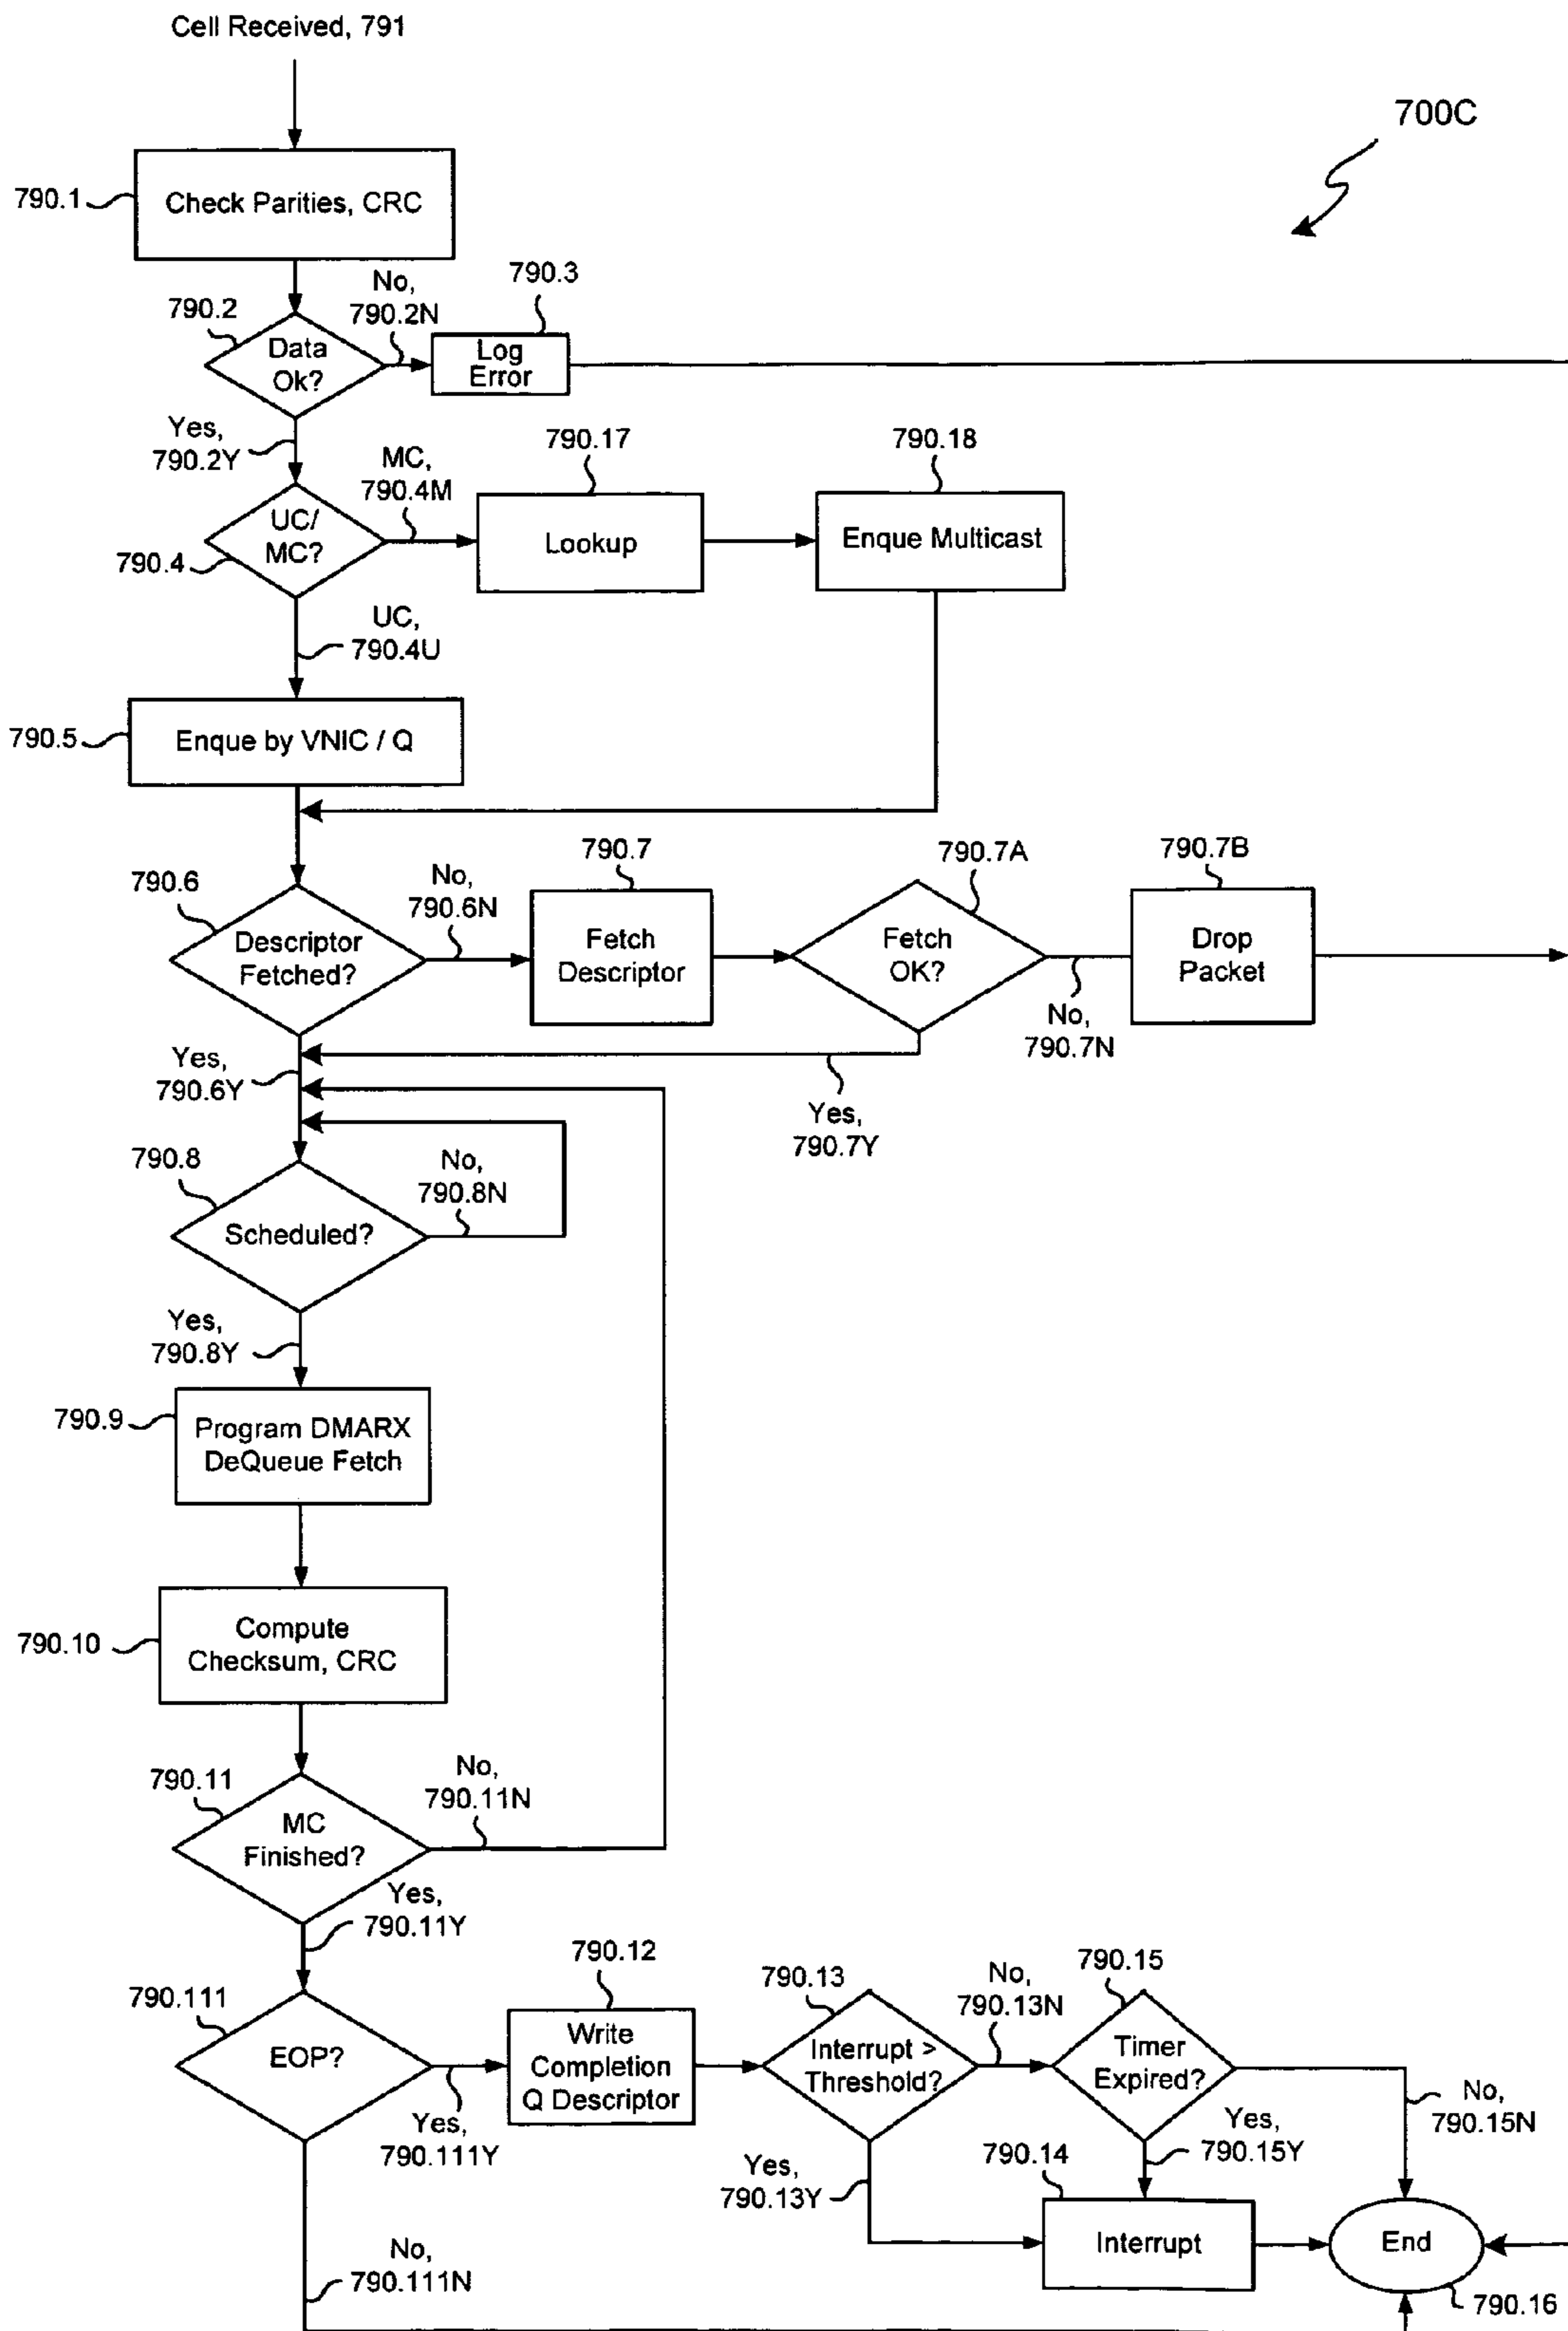 Cell Received, 791
700C
790.1
Check Parities, CRC
790.2
No,
790.2N
790.3
Data
Ok?
Log
Error
Yes,
790.2Y
MC,
790.4M
790.17
790.18
UC/
MC?
790.4
Lookup
Enque Multicast
UC,
790.4U
790.5
Enque by VNIC / Q
790.6
No,
790.6N
790.7
790.7A
790.7B
Descriptor
Fetched?
Fetch
Descriptor
Fetch
OK?
Drop
Packet
No,
790.7N
Yes,
790.6Y
Yes,
790.7Y
790.8
No,
790.8N
Scheduled?
Yes,
790.8Y
790.9
Program DMARX
DeQueue Fetch
790.10
Compute
Checksum, CRC
790.11
No,
790.11N
MC
Finished?
Yes,
790.11Y
790.111
790.12
790.13
No,
790.13N
790.15
EOP?
Write
Completion
Q Descriptor
Interrupt >
Threshold?
Timer
Expired?
Yes,
790.111Y
No,
790.15N
Yes,
790.13Y
790.14
Yes,
790.15Y
Interrupt
End
No,
790.111N
790.16